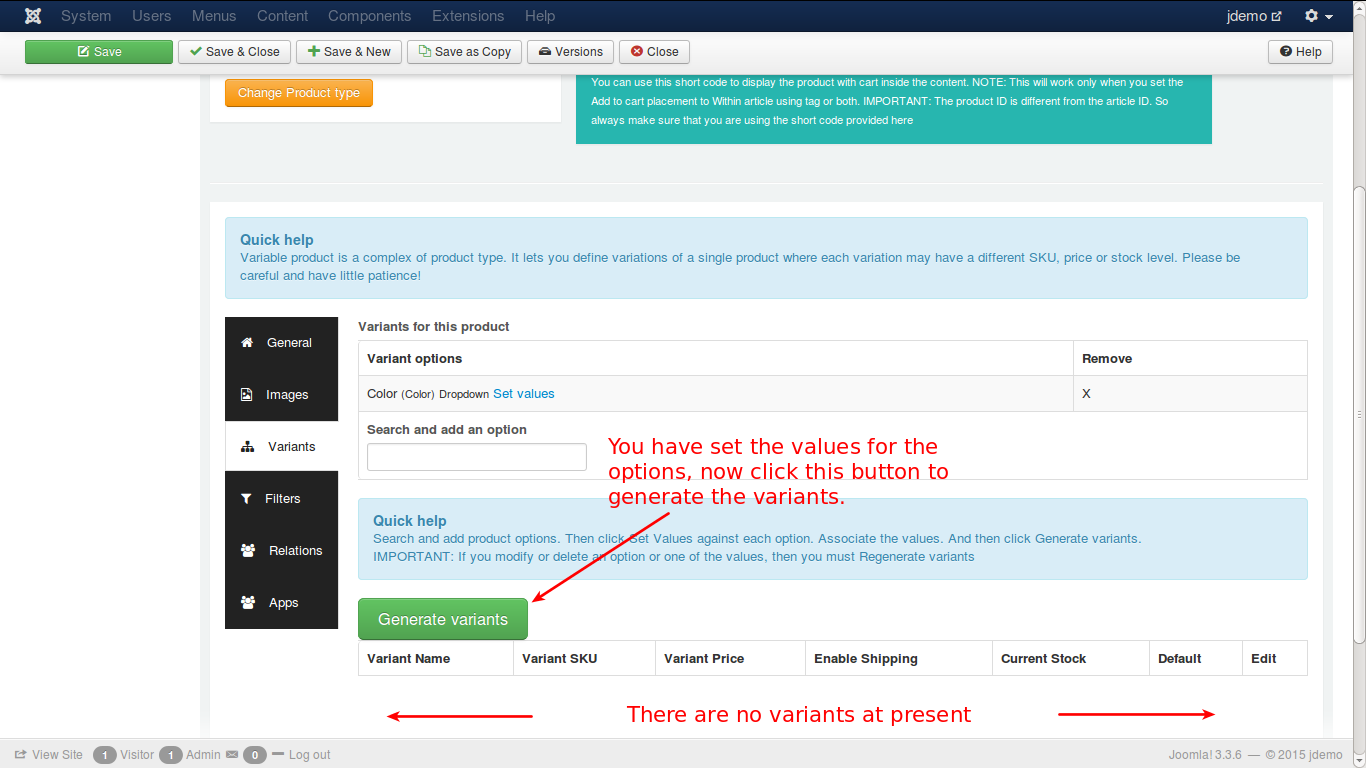 System Users Menus Content Components Extensions Help jdemo
Save Save & Close Save & New Save as Copy Versions Close Help
Change Product type
You can use this short code to display the product with cart inside the content. NOTE: This will work only when you set the
Add to cart placement to Within article using tag or both. IMPORTANT: The product ID is different from the article ID. So
always make sure that you are using the short code provided here
Quick help
Variable product is a complex of product type. It lets you define variations of a single product where each variation may have a different SKU, price or stock level. Please be
careful and have little patience!
General
Images
Variants
Filters
Relations
Apps
Variants for this product
Variant options Remove
Color (Color) Dropdown Set values X
Search and add an option
You have set the values for the
options, now click this button to
generate the variants.
Quick help
Search and add product options. Then click Set Values against each option. Associate the values. And then click Generate variants.
IMPORTANT: If you modify or delete an option or one of the values, then you must Regenerate variants
Generate variants
Variant Name Variant SKU Variant Price Enable Shipping Current Stock Default Edit
There are no variants at present
View Site 1 Visitor 1 Admin 0 Log out Joomla! 3.3.6 — © 2015 jdemo